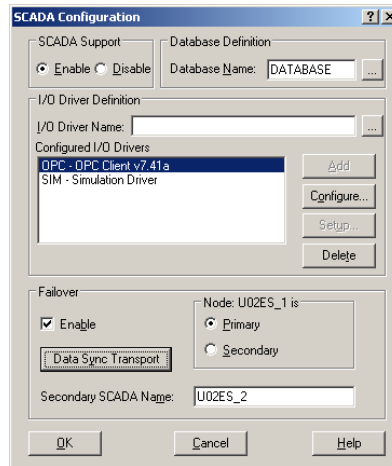 SCADA Configuration
SCADA Support
Enable Disable
Database Definition
Database Name: DATABASE ...
I/O Driver Definition
I/O Driver Name: ...
Configured I/O Drivers
OPC - OPC Client v7.41a
SIM - Simulation Driver
Add
Configure...
Setup...
Delete
Failover
Enable
Data Sync Transport
Node: U02ES_1 is
Primary
Secondary
Secondary SCADA Name: U02ES_2
OK Cancel Help